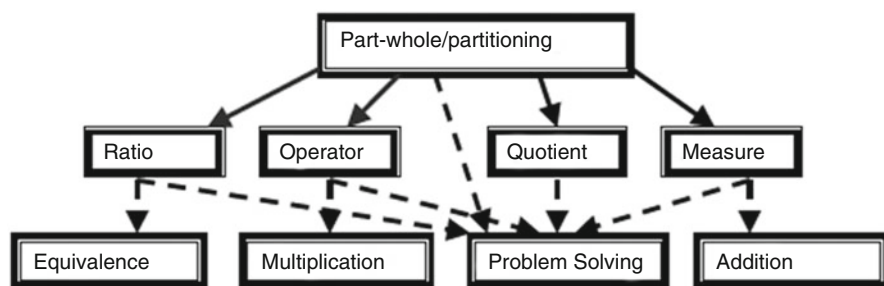 Part-whole/partitioning
Ratio
Operator
Quotient
Measure
Equivalence
Multiplication
Problem Solving
Addition